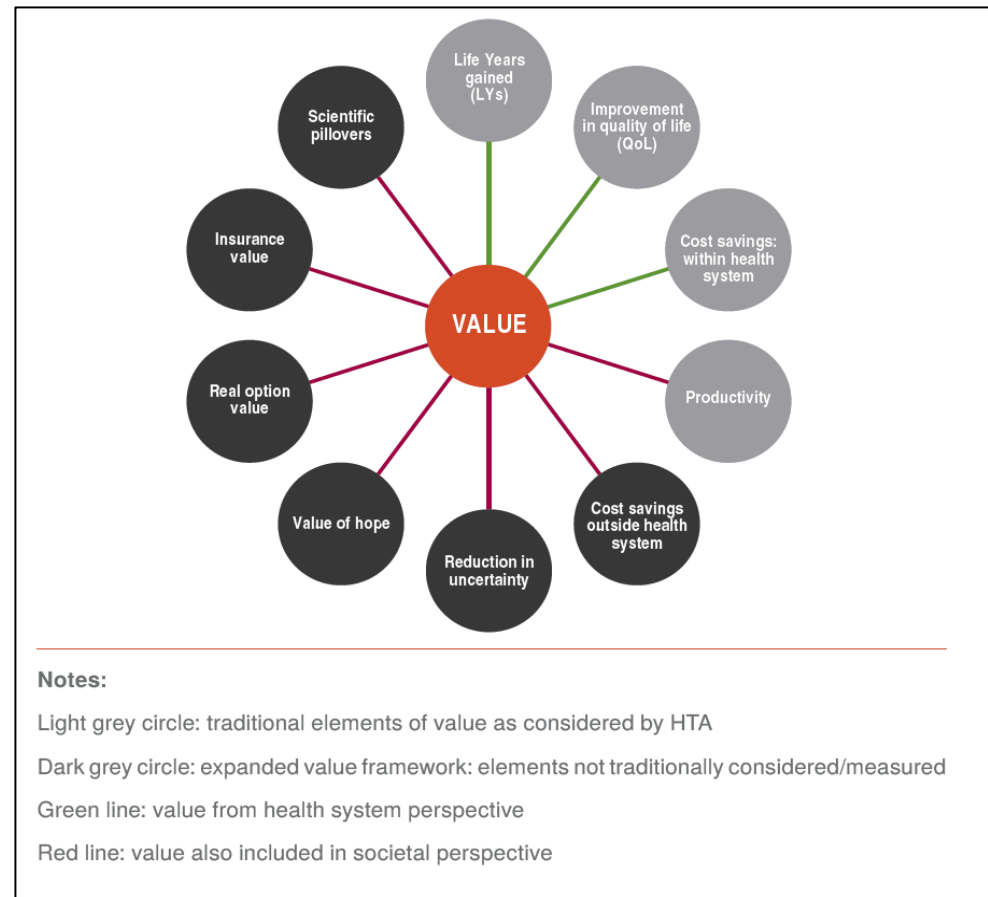 Life Years
gained
(LYs)
Improvement
in quality of life
(QoL)
Cost savings:
within health
system
Productivity
Cost savings
outside health
system
Reduction in
uncertainty
Value of hope
Real option
value
Insurance
value
Scientific
pillovers
VALUE
Notes:
Light grey circle: traditional elements of value as considered by HTA
Dark grey circle: expanded value framework: elements not traditionally considered/measured
Green line: value from health system perspective
Red line: value also included in societal perspective